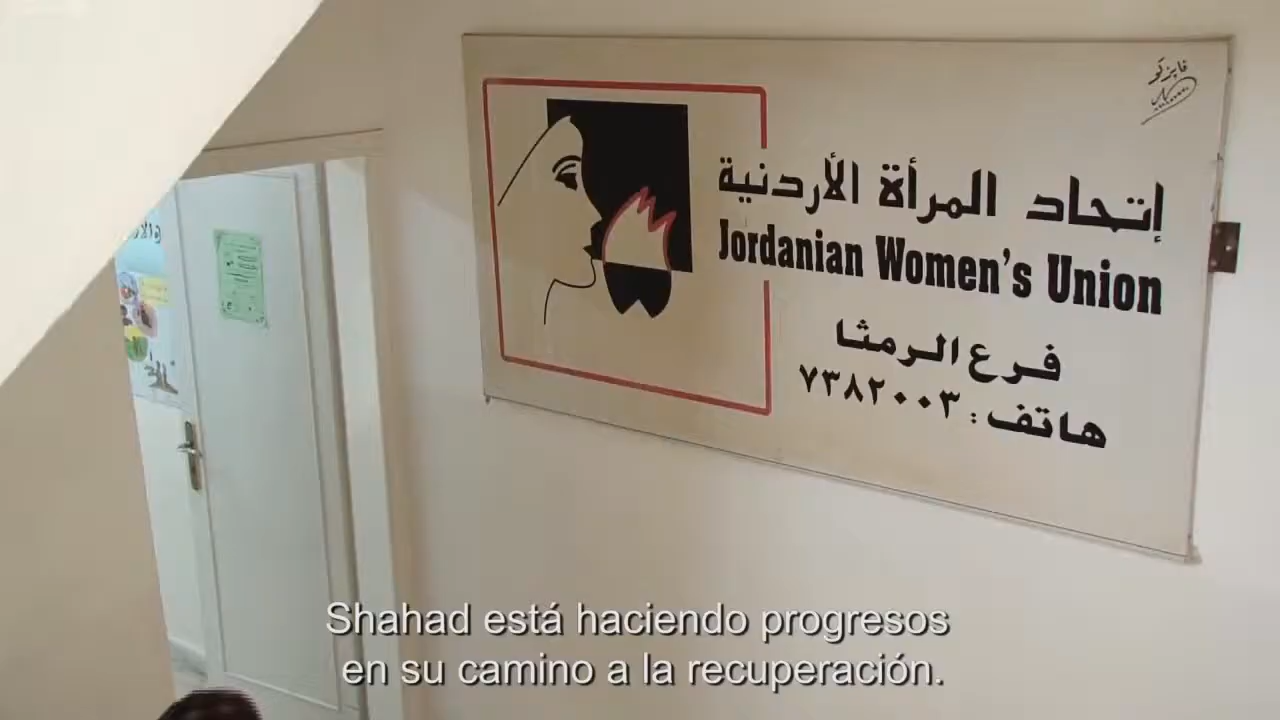 إتحاد المرأة الأردنية
Jordanian Women's Union
فرع الرمثا
هاتف: ٧٣٨٢٠٠٣
Shahad está haciendo progresos
en su camino a la recuperación.